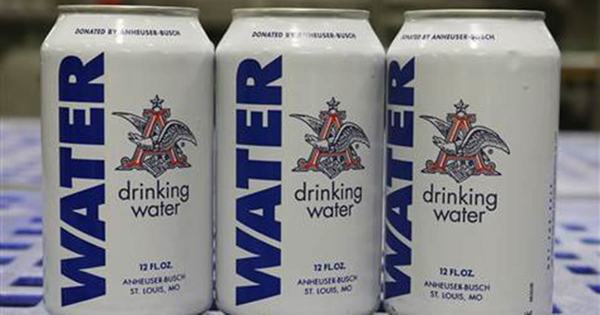 DONATED BY ANHEUSER-BUSCH
WATER
A
drinking
water
12 FL.OZ.
ANHEUSER-BUSCH
ST. LOUIS, MO
DONATED BY ANHEUSER-BUSCH
WATER
A
drinking
water
12 FL.OZ.
ANHEUSER-BUSCH
ST. LOUIS, MO
DONATED BY ANHEUSER-BUSCH
WATER
A
drinking
water
12 FL.OZ.
ANHEUSER-BUSCH
ST. LOUIS, MO